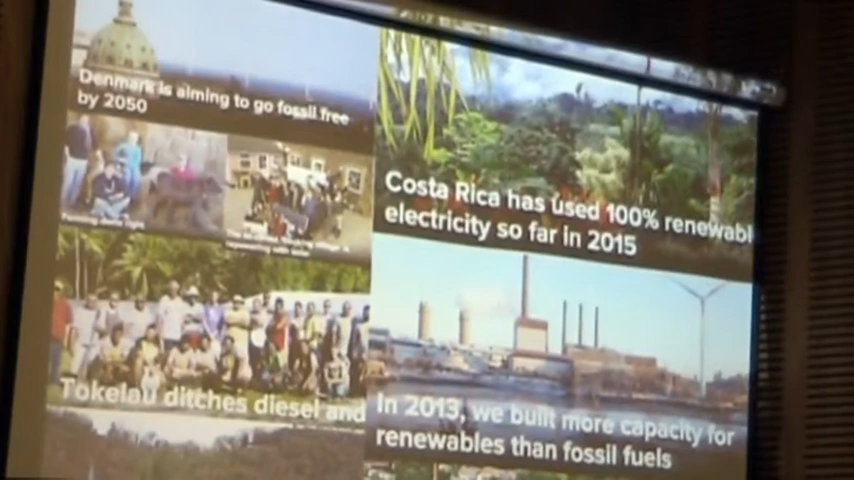 Denmark is aiming to go fossil free
by 2050
Costa Rica has used 100% renewabl
electricity so far in 2015
Tokelau ditches diesel and
In 2013, we built more capacity for
renewables than fossil fuels